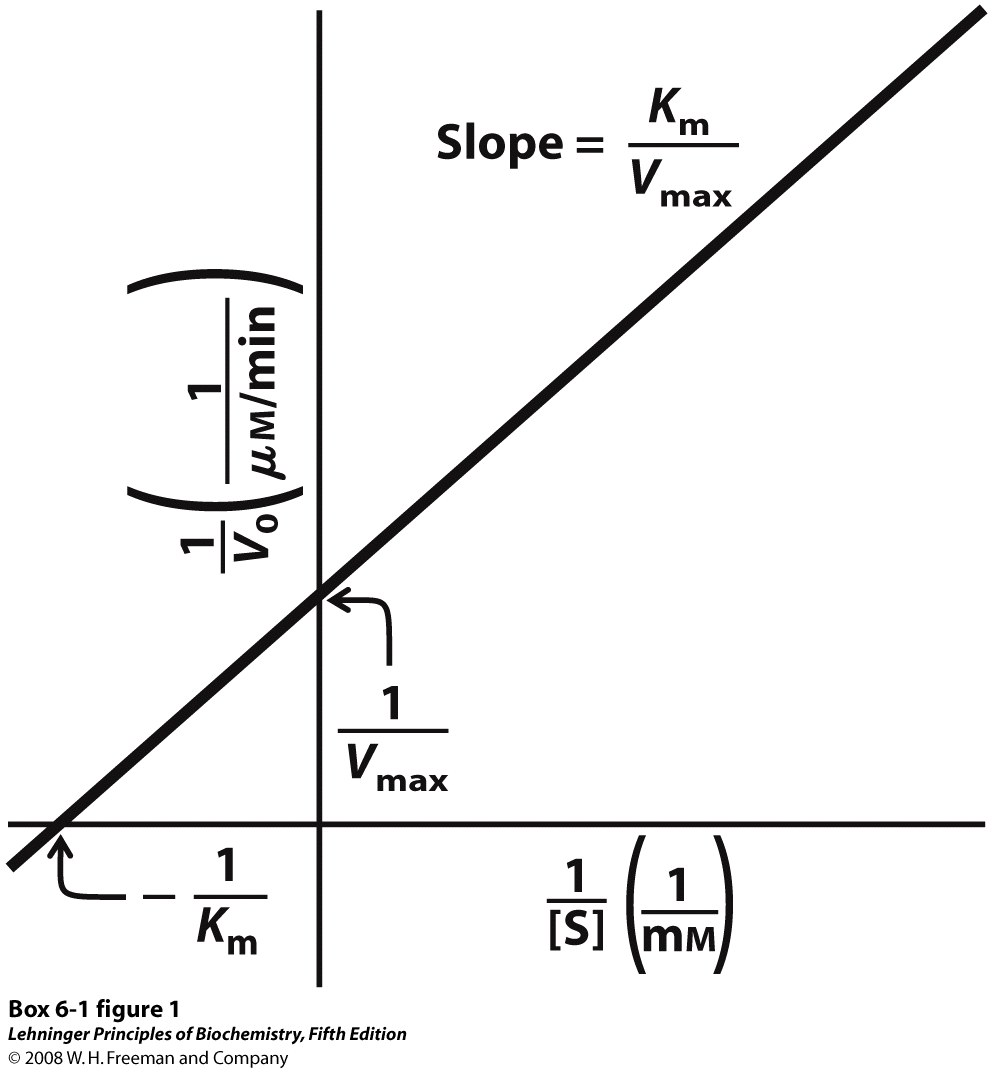 Slope = Km/Vmax
1/V0 (1/μM/min)
1/Vmax
− 1/Km
1/[S] (1/mM)
Box 6-1 figure 1
Lehninger Principles of Biochemistry, Fifth Edition
© 2008 W. H. Freeman and Company